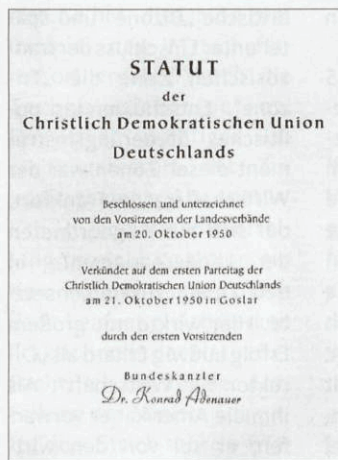 STATUT
der
Christlich Demokratischen Union
Deutschlands
Beschlossen und unterzeichnet
von den Vorsitzenden der Landesverbände
am 20. Oktober 1950
Verkündet auf dem ersten Parteitag der
Christlich Demokratischen Union Deutschlands
am 21. Oktober 1950 in Goslar
durch den ersten Vorsitzenden
Bundeskanzler
Dr. Konrad Adenauer